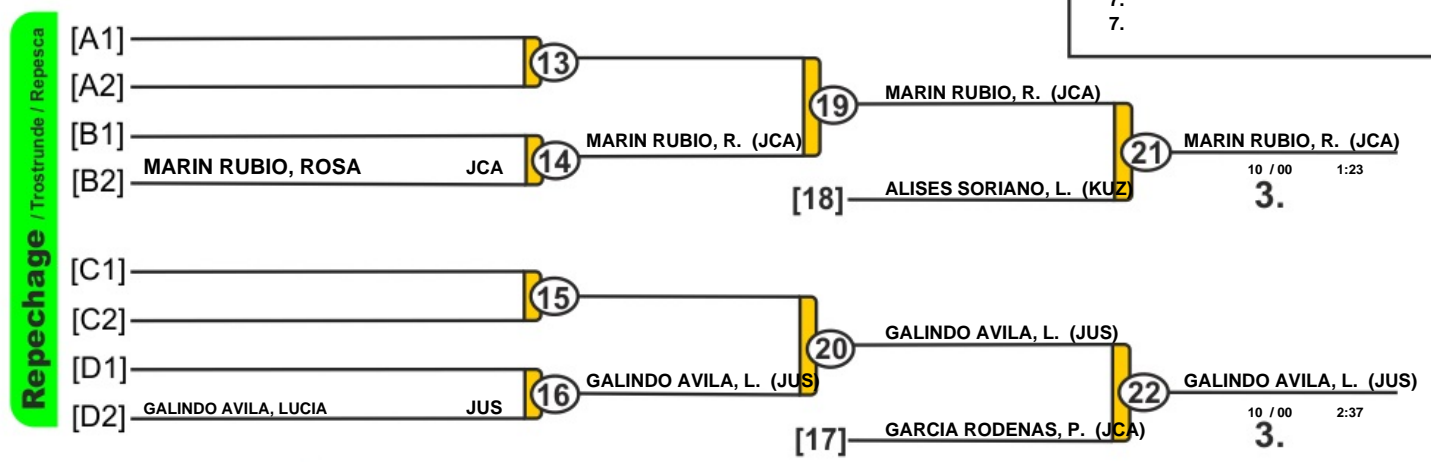 7.
7.
Repechage / Trostrunde / Repesca
[A1]
13
[A2]
19
MARIN RUBIO, R. (JCA)
[B1]
MARIN RUBIO, R. (JCA)
21
MARIN RUBIO, R. (JCA)
MARIN RUBIO, ROSA JCA
14
10 / 00 1:23
[B2]
[18]
ALISES SORIANO, L. (KUZ)
3.
[C1]
15
[C2]
20
GALINDO AVILA, L. (JUS)
[D1]
GALINDO AVILA, L. (JUS)
22
GALINDO AVILA, L. (JUS)
16
[D2]
GALINDO AVILA, LUCIA JUS
10 / 00 2:37
[17]
GARCIA RODENAS, P. (JCA)
3.